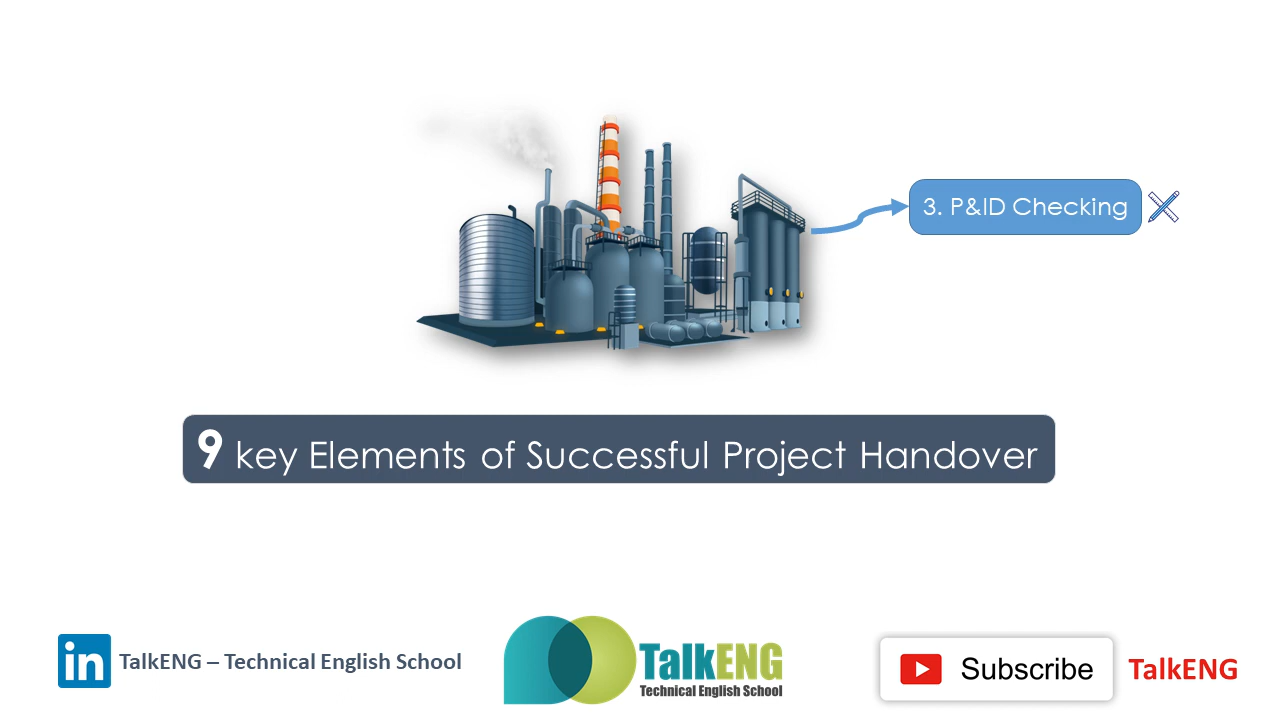 3. P&ID Checking
9 key Elements of Successful Project Handover
in TalkENG – Technical English School
TalkENG
Technical English School
Subscribe
TalkENG